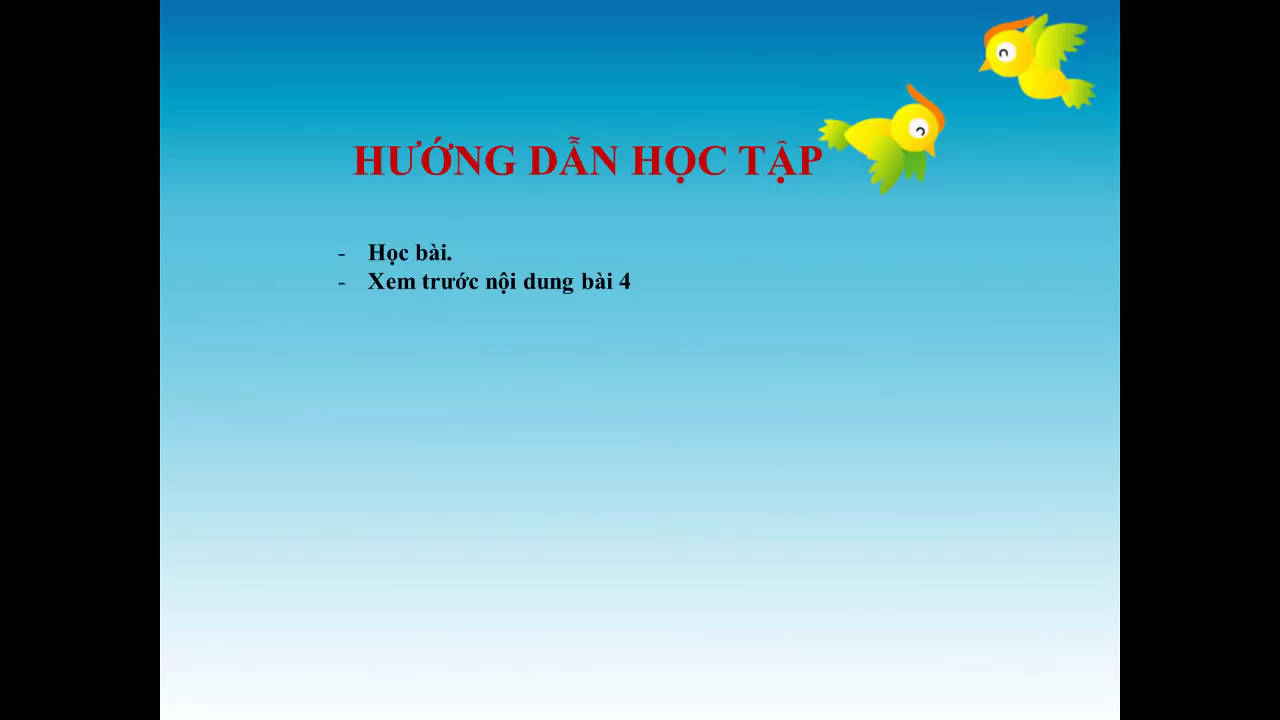 HƯỚNG DẪN HỌC TẬP
- Học bài.
- Xem trước nội dung bài 4